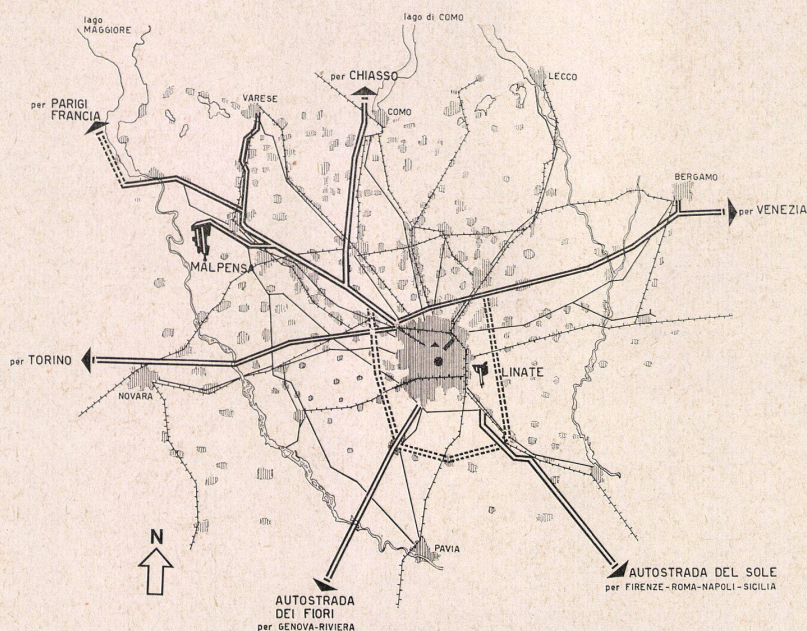 lago
MAGGIORE
lago di COMO
per CHIASSO
LECCO
per PARIGI
FRANCIA
VARESE
COMO
BERGAMO
per VENEZIA
MALPENSA
per TORINO
LINATE
NOVARA
N
PAVIA
AUTOSTRADA DEL SOLE
per FIRENZE-ROMA-NAPOLI-SICILIA
AUTOSTRADA
DEI FIORI
per GENOVA-RIVIERA